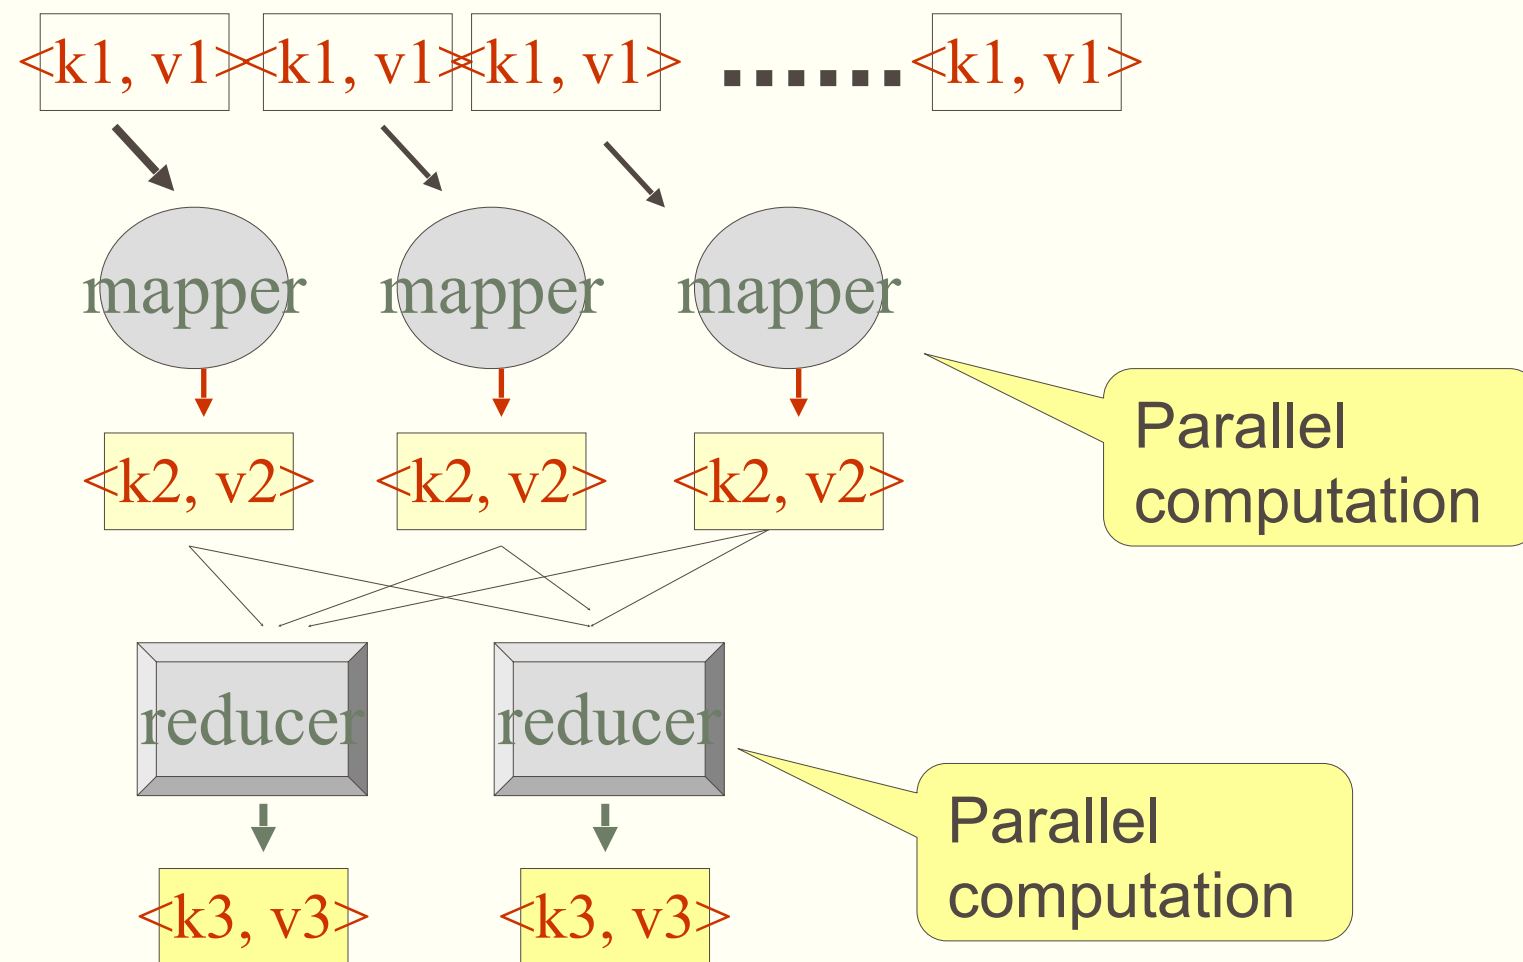 <k1, v1> <k1, v1> <k1, v1> ...... <k1, v1>
mapper mapper mapper
Parallel
computation
<k2, v2> <k2, v2> <k2, v2>
reducer reducer
Parallel
computation
<k3, v3> <k3, v3>